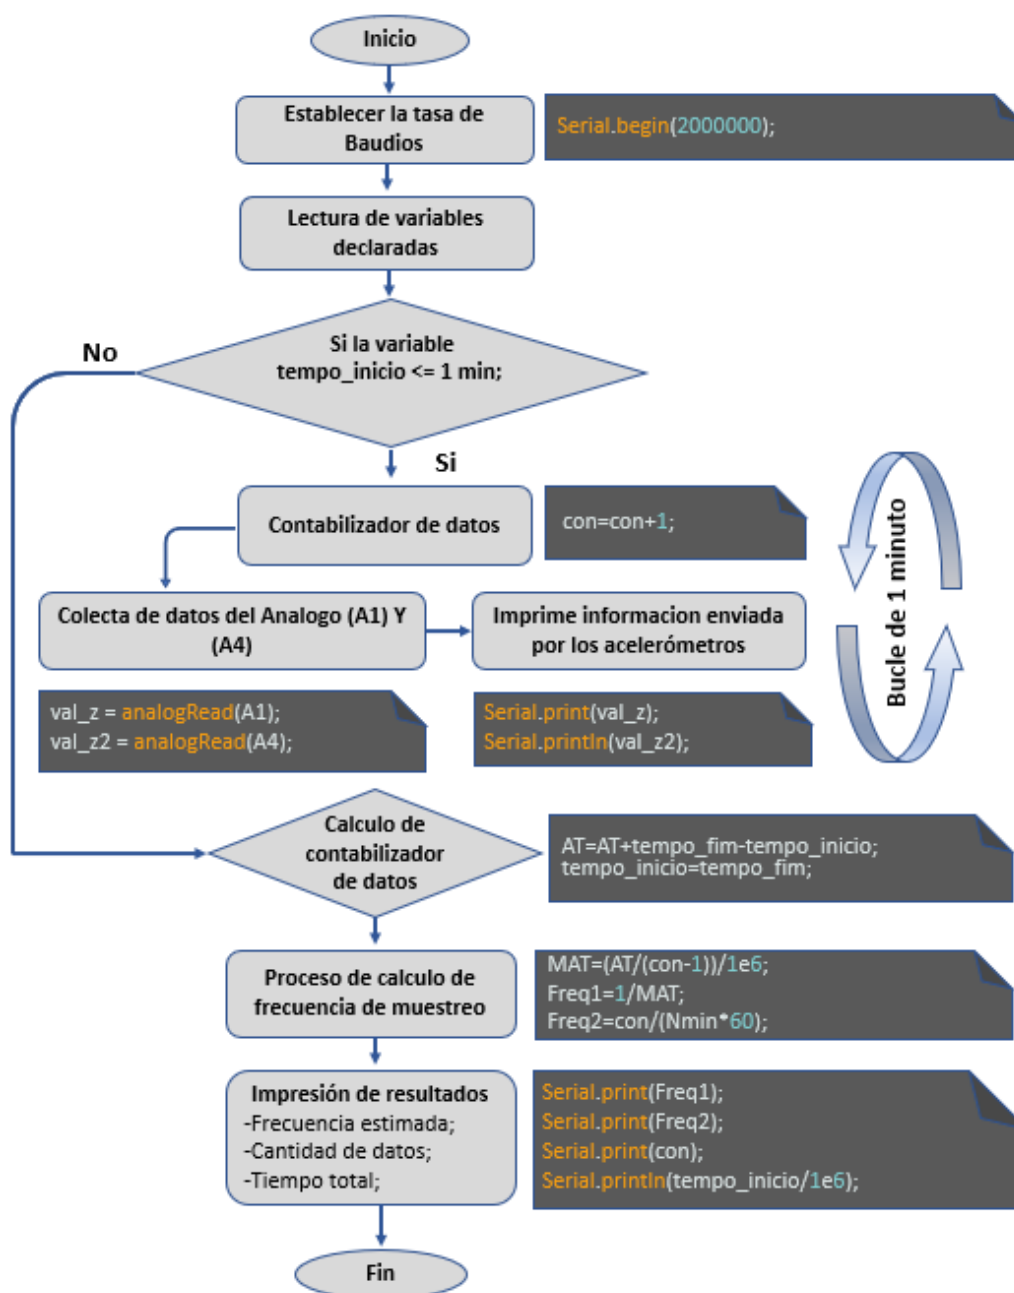 Inicio
Establecer la tasa de
Baudios
Serial.begin(2000000);
Lectura de variables
declaradas
Si la variable
tempo_inicio <= 1 min;
No
Si
Contabilizador de datos
con=con+1;
Colecta de datos del Analogo (A1) Y
(A4)
Imprime informacion enviada
por los acelerómetros
Bucle de 1 minuto
val_z = analogRead(A1);
val_z2 = analogRead(A4);
Serial.print(val_z);
Serial.println(val_z2);
Calculo de
contabilizador
de datos
AT=AT+tempo_fim-tempo_inicio;
tempo_inicio=tempo_fim;
Proceso de calculo de
frecuencia de muestreo
MAT=(AT/(con-1))/1e6;
Freq1=1/MAT;
Freq2=con/(Nmin*60);
Impresión de resultados
-Frecuencia estimada;
-Cantidad de datos;
-Tiempo total;
Serial.print(Freq1);
Serial.print(Freq2);
Serial.print(con);
Serial.println(tempo_inicio/1e6);
Fin